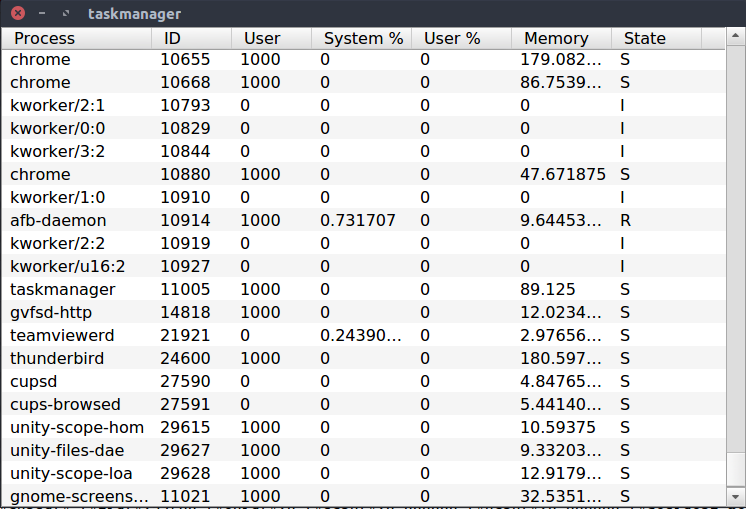 taskmanager
Process ID User System % User % Memory State
chrome 10655 1000 0 0 179.082... S
chrome 10668 1000 0 0 86.7539... S
kworker/2:1 10793 0 0 0 0 I
kworker/0:0 10829 0 0 0 0 I
kworker/3:2 10844 0 0 0 0 I
chrome 10880 1000 0 0 47.671875 S
kworker/1:0 10910 0 0 0 0 I
afb-daemon 10914 1000 0.731707 0 9.64453... R
kworker/2:2 10919 0 0 0 0 I
kworker/u16:2 10927 0 0 0 0 I
taskmanager 11005 1000 0 0 89.125 S
gvfsd-http 14818 1000 0 0 12.0234... S
teamviewerd 21921 0 0.24390... 0 2.97656... S
thunderbird 24600 1000 0 0 180.597... S
cupsd 27590 0 0 0 4.84765... S
cups-browsed 27591 0 0 0 5.44140... S
unity-scope-hom 29615 1000 0 0 10.59375 S
unity-files-dae 29627 1000 0 0 9.33203... S
unity-scope-loa 29628 1000 0 0 12.9179... S
gnome-screens... 11021 1000 0 0 32.5351... S